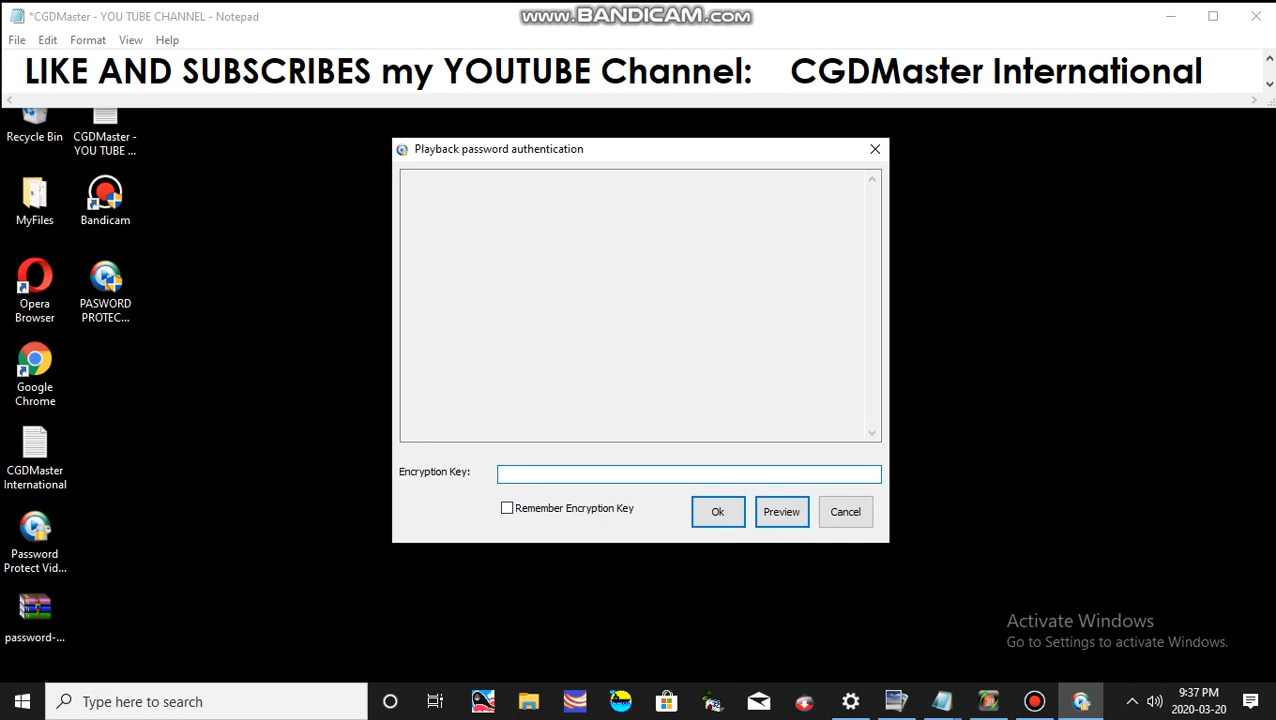 *CGDMaster - YOU TUBE CHANNEL - Notepad
www.BANDICAM.com
File Edit Format View Help
LIKE AND SUBSCRIBES my YOUTUBE Channel: CGDMaster International
Recycle Bin
CGDMaster -
YOU TUBE ...
MyFiles
Bandicam
Opera
Browser
PASWORD
PROTEC...
Google
Chrome
CGDMaster
International
Password
Protect Vid...
password-...
Playback password authentication
Encryption Key:
Remember Encryption Key
Ok
Preview
Cancel
Activate Windows
Go to Settings to activate Windows.
Type here to search
9:37 PM
2020-03-20